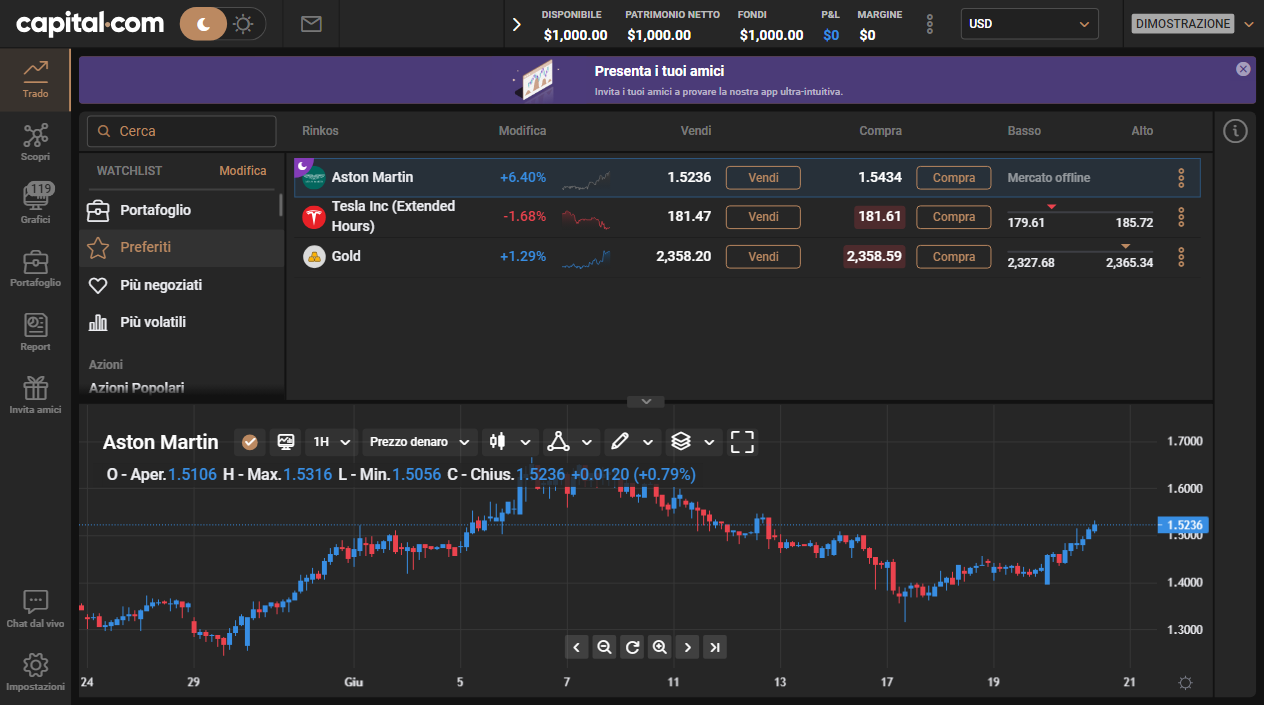 capital.com
DISPONIBILE PATRIMONIO NETTO FONDI P&L MARGINE
$1,000.00 $1,000.00 $1,000.00 $0 $0
USD
DIMOSTRAZIONE
Trado
Presenta i tuoi amici
Invita i tuoi amici a provare la nostra app ultra-intuitiva.
Cerca
Rinkos Modifica Vendi Compra Basso Alto
Scopri
WATCHLIST Modifica
Aston Martin +6.40% 1.5236 Vendi 1.5434 Compra Mercato offline
119
Grafici
Portafoglio
Tesla Inc (Extended
Hours)
-1.68% 181.47 Vendi 181.61 Compra 179.61 185.72
Preferiti
Gold +1.29% 2,358.20 Vendi 2,358.59 Compra 2,327.68 2,365.34
Portafoglio
Più negoziati
Più volatili
Report
Azioni
Azioni Popolari
Invita amici
Aston Martin 1H Prezzo denaro
O - Aper. 1.5106 H - Max. 1.5316 L - Min. 1.5056 C - Chius. 1.5236 +0.0120 (+0.79%)
1.7000
1.6000
1.5236
1.5000
1.4000
1.3000
Chat dal vivo
Impostazioni
24 29 Giu 5 7 11 13 17 19 21